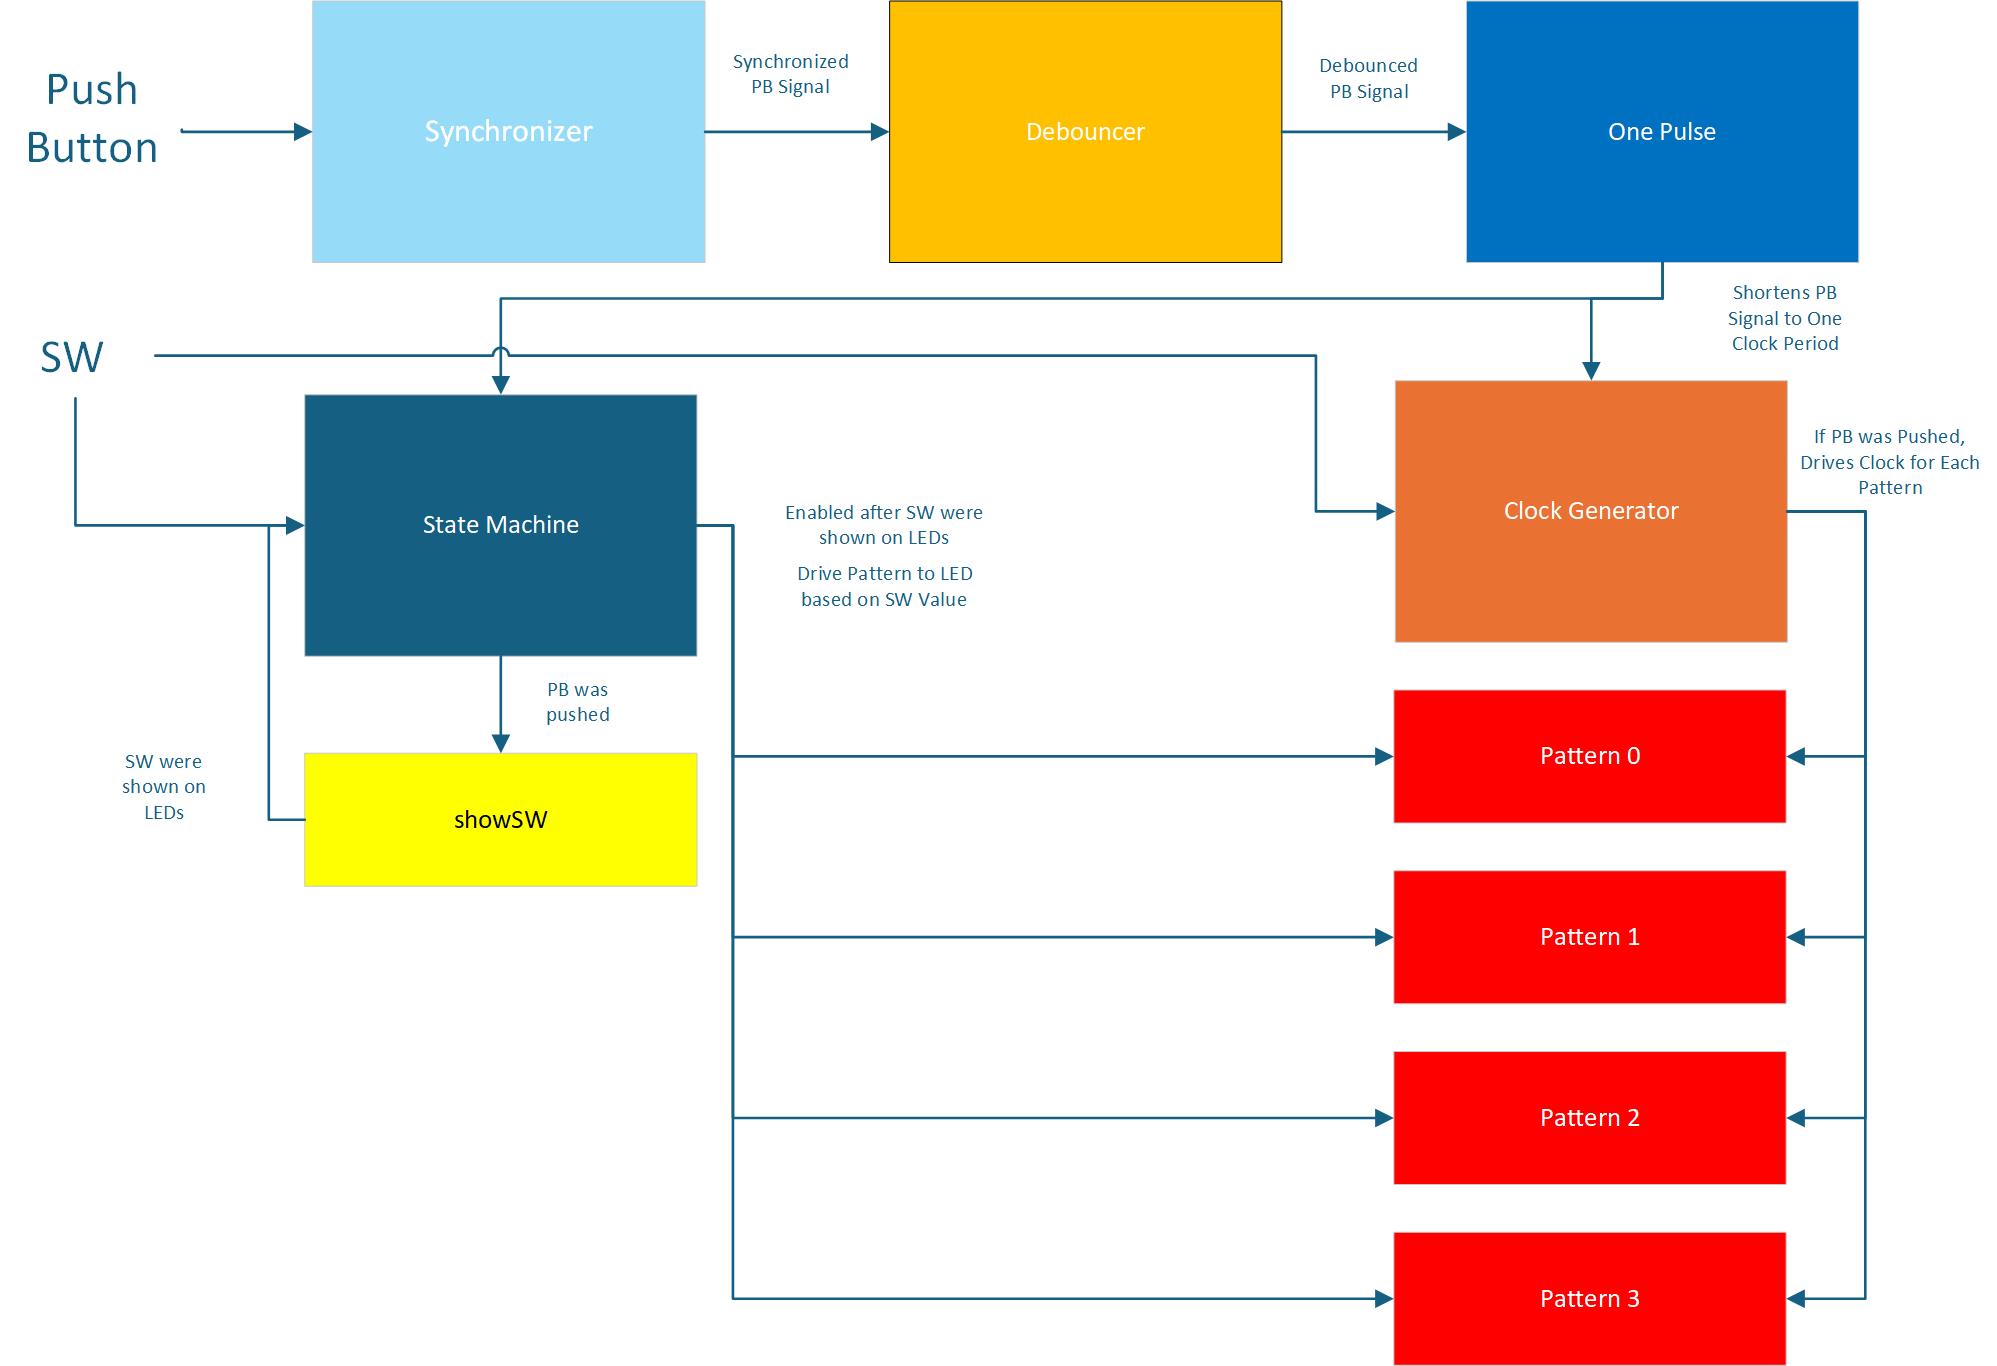 Push
Button
Synchronizer
Synchronized
PB Signal
Debouncer
Debounced
PB Signal
One Pulse
Shortens PB
Signal to One
Clock Period
SW
State Machine
Enabled after SW were
shown on LEDs
Drive Pattern to LED
based on SW Value
Clock Generator
If PB was Pushed,
Drives Clock for Each
Pattern
PB was
pushed
SW were
shown on
LEDs
showSW
Pattern 0
Pattern 1
Pattern 2
Pattern 3